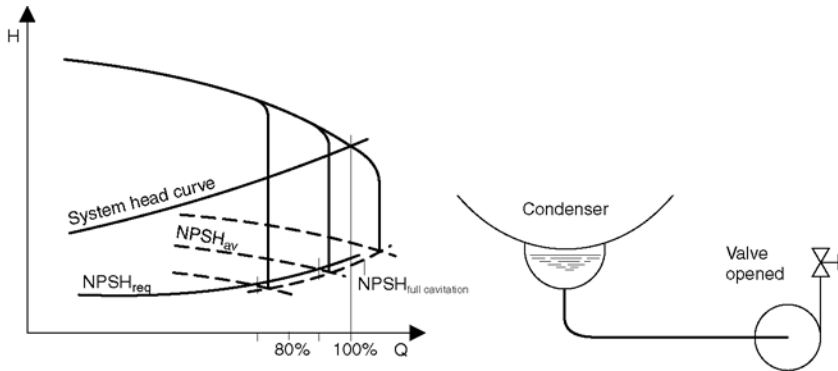 H
System head curve
NPSHav
NPSHreq
NPSHfull cavitation
80%
100%
Q
Condenser
Valve
opened